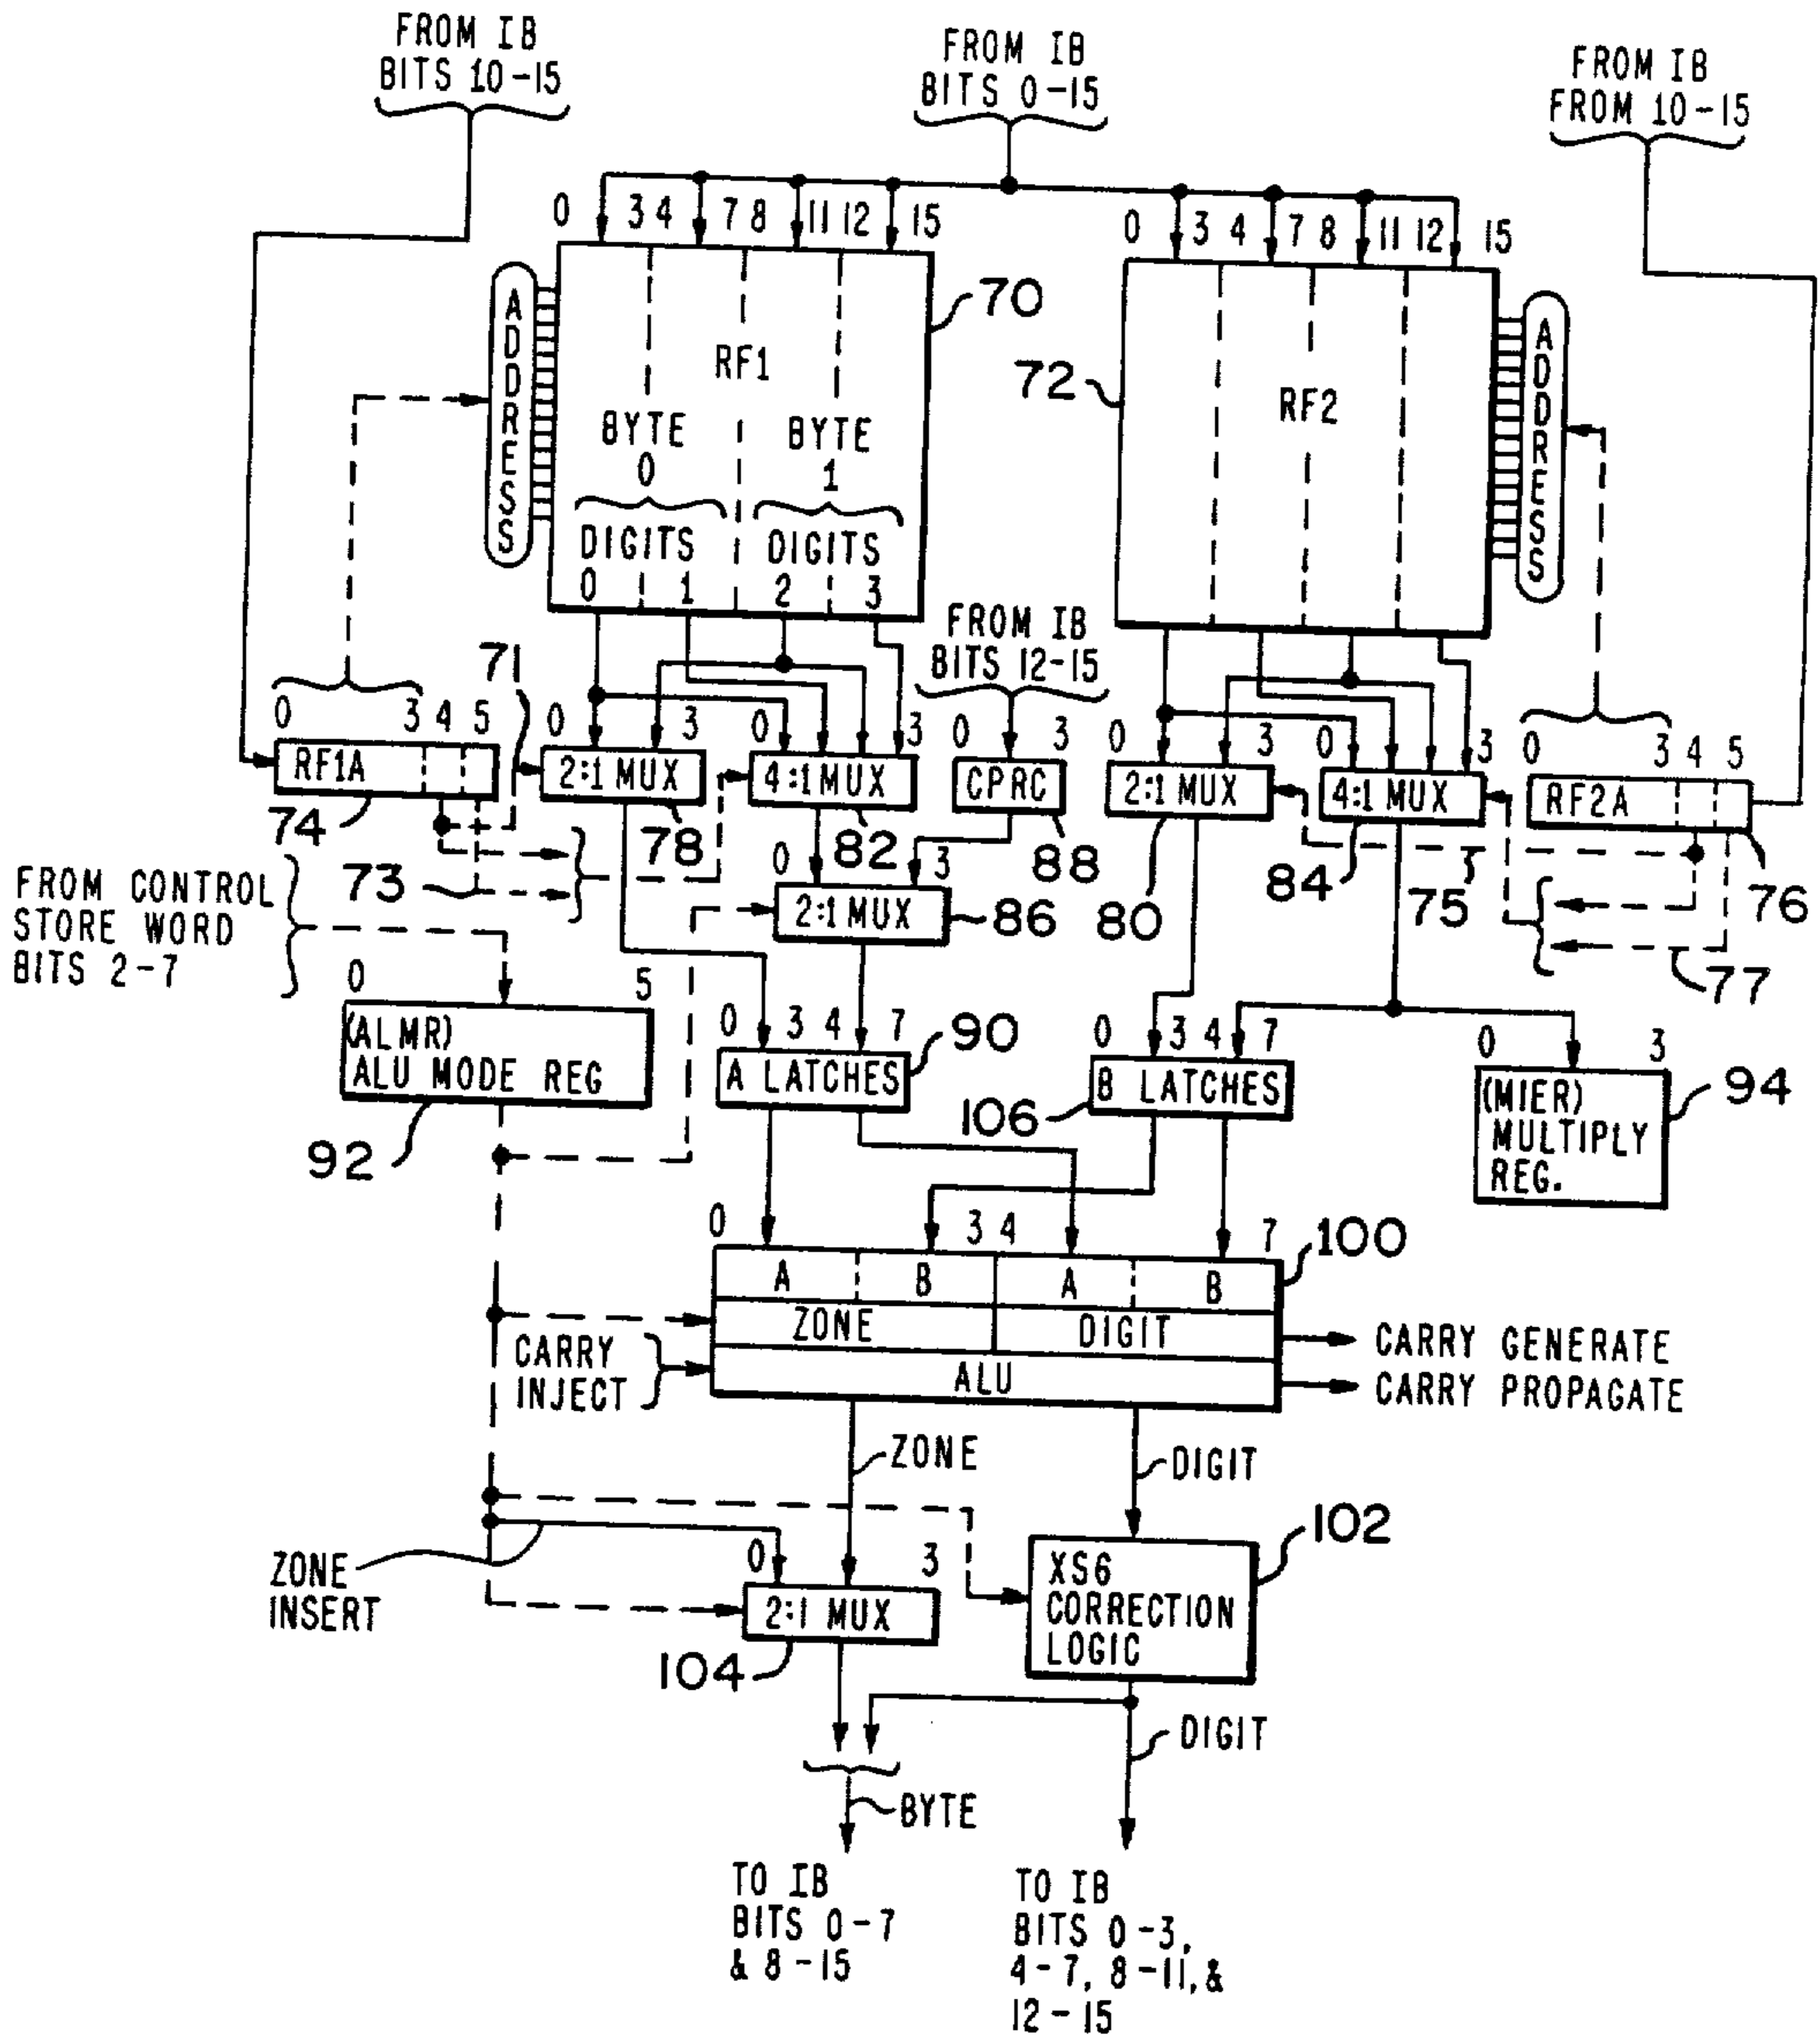 FROM IB
BITS 10-15
FROM IB
BITS 0-15
FROM IB
FROM 10-15
0 3 4 7 8 11 12 15
0 3 4 7 8 11 12 15
ADDRESS
RF1
BYTE
0
BYTE
1
DIGITS
0 1
DIGITS
2 3
70
72
RF2
ADDRESS
FROM IB
BITS 12-15
71
0 3 4 5
RF1A
74
73
0 3
2:1 MUX
78
0 3
4:1 MUX
82
0 3
CPRC
88
0 3
2:1 MUX
80
0 3
4:1 MUX
84
0 3 4 5
RF2A
76
75
77
0 3
2:1 MUX
86
FROM CONTROL
STORE WORD
BITS 2-7
0 5
(ALMR)
ALU MODE REG
92
0 3 4 7
A LATCHES
90
0 3 4 7
B LATCHES
106
0 3
(MIER)
MULTIPLY
REG.
94
0 3 4 7
100
A B A B
ZONE DIGIT
ALU
CARRY
INJECT
CARRY GENERATE
CARRY PROPAGATE
ZONE
DIGIT
ZONE
INSERT
0 3
2:1 MUX
104
XS6
CORRECTION
LOGIC
102
DIGIT
BYTE
TO IB
BITS 0-7
& 8-15
TO IB
BITS 0-3,
4-7, 8-11, &
12-15